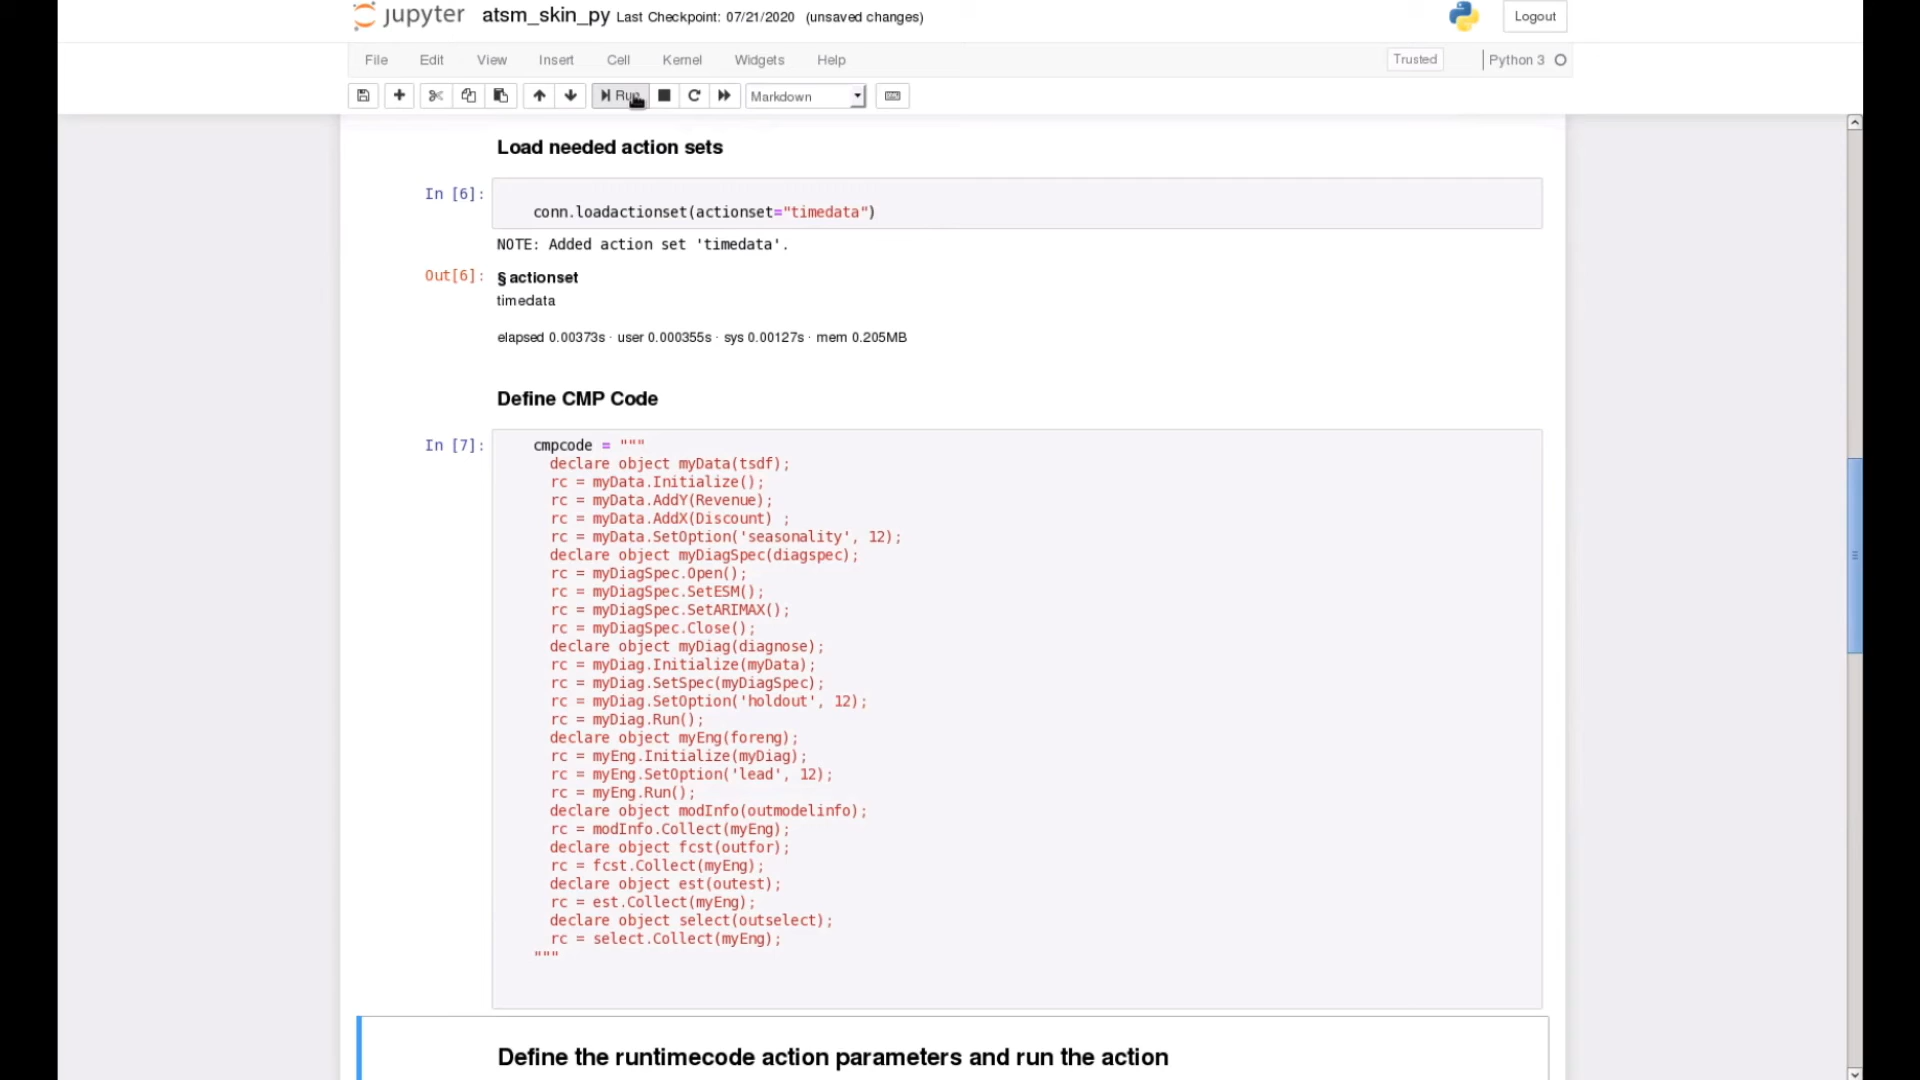 jupyter atsm_skin_py Last Checkpoint: 07/21/2020 (unsaved changes) Logout
File Edit View Insert Cell Kernel Widgets Help Trusted Python 3
Run Markdown
Load needed action sets
In [6]:
conn.loadactionset(actionset="timedata")
NOTE: Added action set 'timedata'.
Out[6]: § actionset
timedata
elapsed 0.00373s · user 0.000355s · sys 0.00127s · mem 0.205MB
Define CMP Code
In [7]: cmpcode = """
declare object myData(tsdf);
rc = myData.Initialize();
rc = myData.AddY(Revenue);
rc = myData.AddX(Discount) ;
rc = myData.SetOption('seasonality', 12);
declare object myDiagSpec(diagspec);
rc = myDiagSpec.Open();
rc = myDiagSpec.SetESM();
rc = myDiagSpec.SetARIMAX();
rc = myDiagSpec.Close();
declare object myDiag(diagnose);
rc = myDiag.Initialize(myData);
rc = myDiag.SetSpec(myDiagSpec);
rc = myDiag.SetOption('holdout', 12);
rc = myDiag.Run();
declare object myEng(foreng);
rc = myEng.Initialize(myDiag);
rc = myEng.SetOption('lead', 12);
rc = myEng.Run();
declare object modInfo(outmodelinfo);
rc = modInfo.Collect(myEng);
declare object fcst(outfor);
rc = fcst.Collect(myEng);
declare object est(outest);
rc = est.Collect(myEng);
declare object select(outselect);
rc = select.Collect(myEng);
"""
Define the runtimecode action parameters and run the action